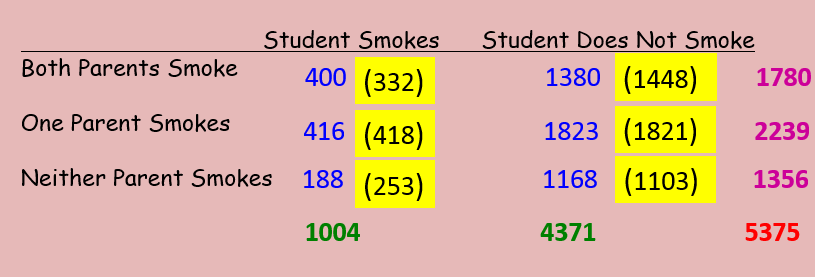 Student Smokes Student Does Not Smoke
Both Parents Smoke 400 (332) 1380 (1448) 1780
One Parent Smokes 416 (418) 1823 (1821) 2239
Neither Parent Smokes 188 (253) 1168 (1103) 1356
1004 4371 5375